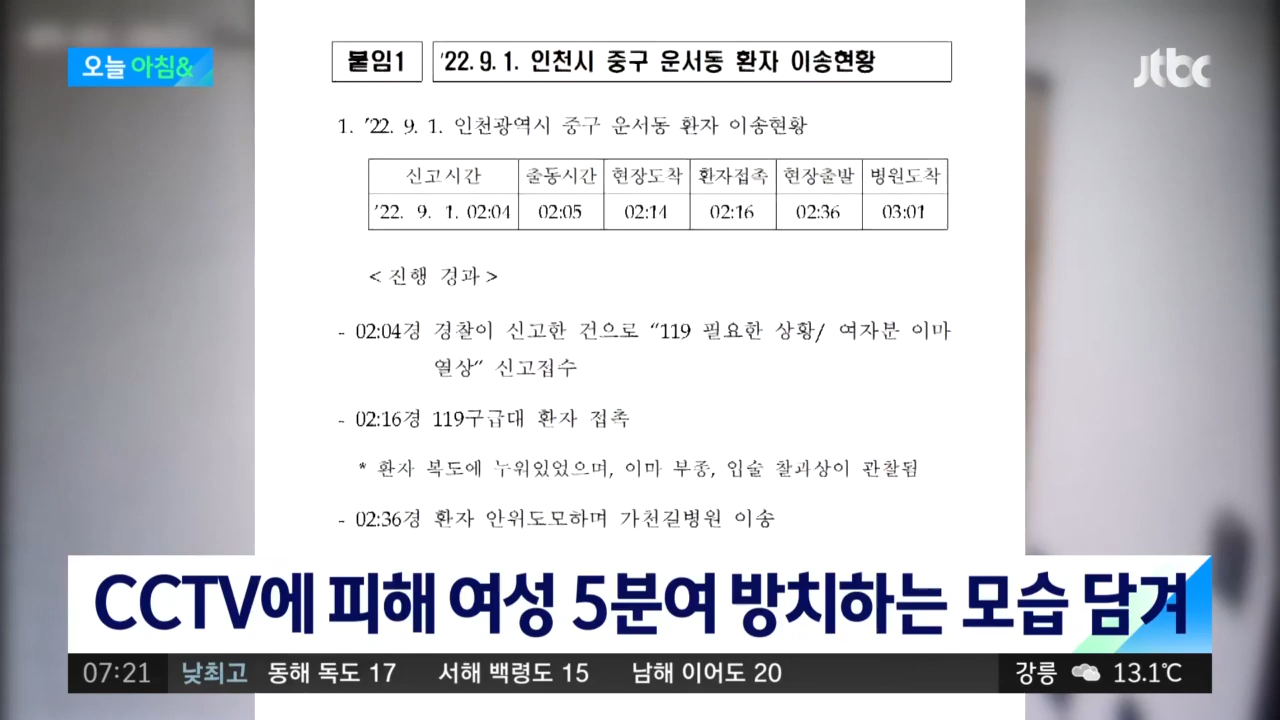 오늘 아침&
jtbc
붙임1
'22. 9. 1. 인천시 중구 운서동 환자 이송현황
1. '22. 9. 1. 인천광역시 중구 운서동 환자 이송현황
신고시간 출동시간 현장도착 환자접촉 현장출발 병원도착
'22. 9. 1. 02:04 02:05 02:14 02:16 02:36 03:01
<진행 경과>
- 02:04경 경찰이 신고한 건으로 “119 필요한 상황/ 여자분 이마
열상” 신고접수
- 02:16경 119구급대 환자 접촉
* 환자 복도에 누워있었으며, 이마 부종, 입술 찰과상이 관찰됨
- 02:36경 환자 안위도모하며 가천길병원 이송
CCTV에 피해 여성 5분여 방치하는 모습 담겨
07:21 낮최고 동해 독도 17 서해 백령도 15 남해 이어도 20 강릉 13.1℃